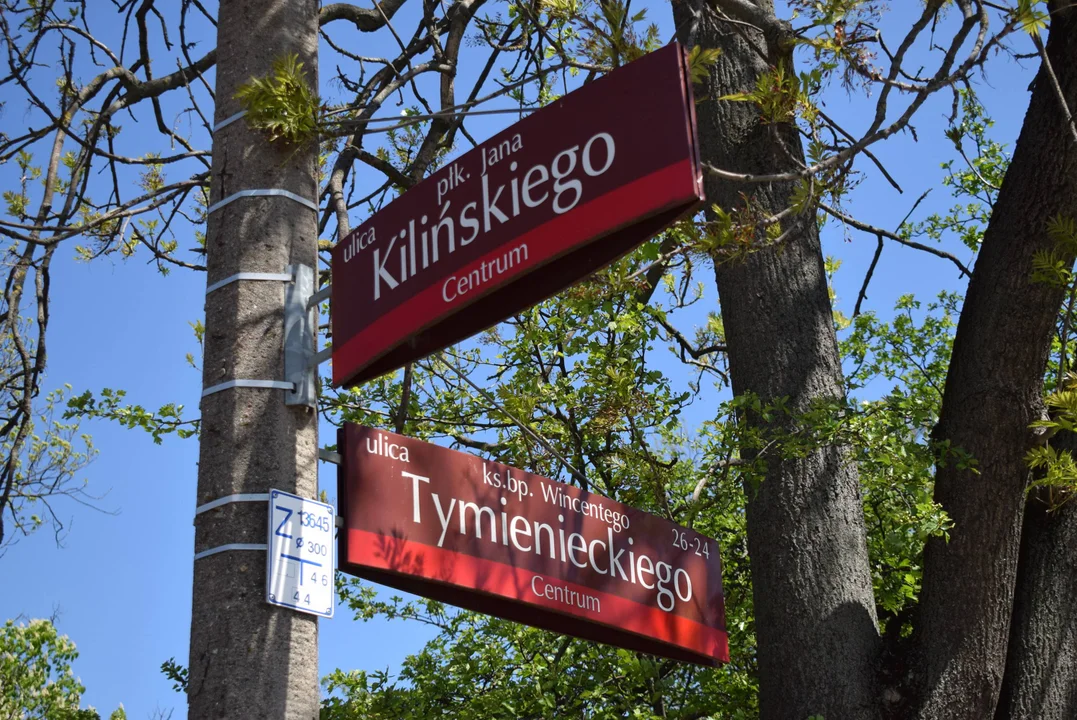 ulica
płk. Jana
Kilińskiego
Centrum
ulica
ks.bp. Wincentego
26-24
Tymienieckiego
Centrum
Z 13645
ø 300
4 6
4 4